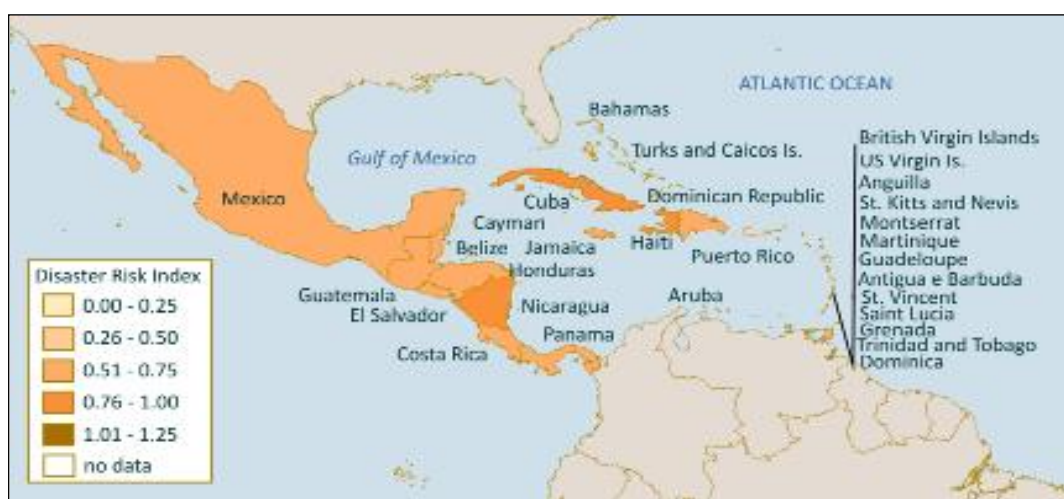 ATLANTIC OCEAN
Bahamas
Gulf of Mexico
Turks and Caicos Is.
Mexico
Cuba
Dominican Republic
Cayman
Belize
Jamaica
Haiti
Puerto Rico
Honduras
Guatemala
El Salvador
Nicaragua
Aruba
Panama
Costa Rica
British Virgin Islands
US Virgin Is.
Anguilla
St. Kitts and Nevis
Montserrat
Martinique
Guadeloupe
Antigua e Barbuda
St. Vincent
Saint Lucia
Grenada
Trinidad and Tobago
Dominica
Disaster Risk Index
0.00 - 0.25
0.26 - 0.50
0.51 - 0.75
0.76 - 1.00
1.01 - 1.25
no data